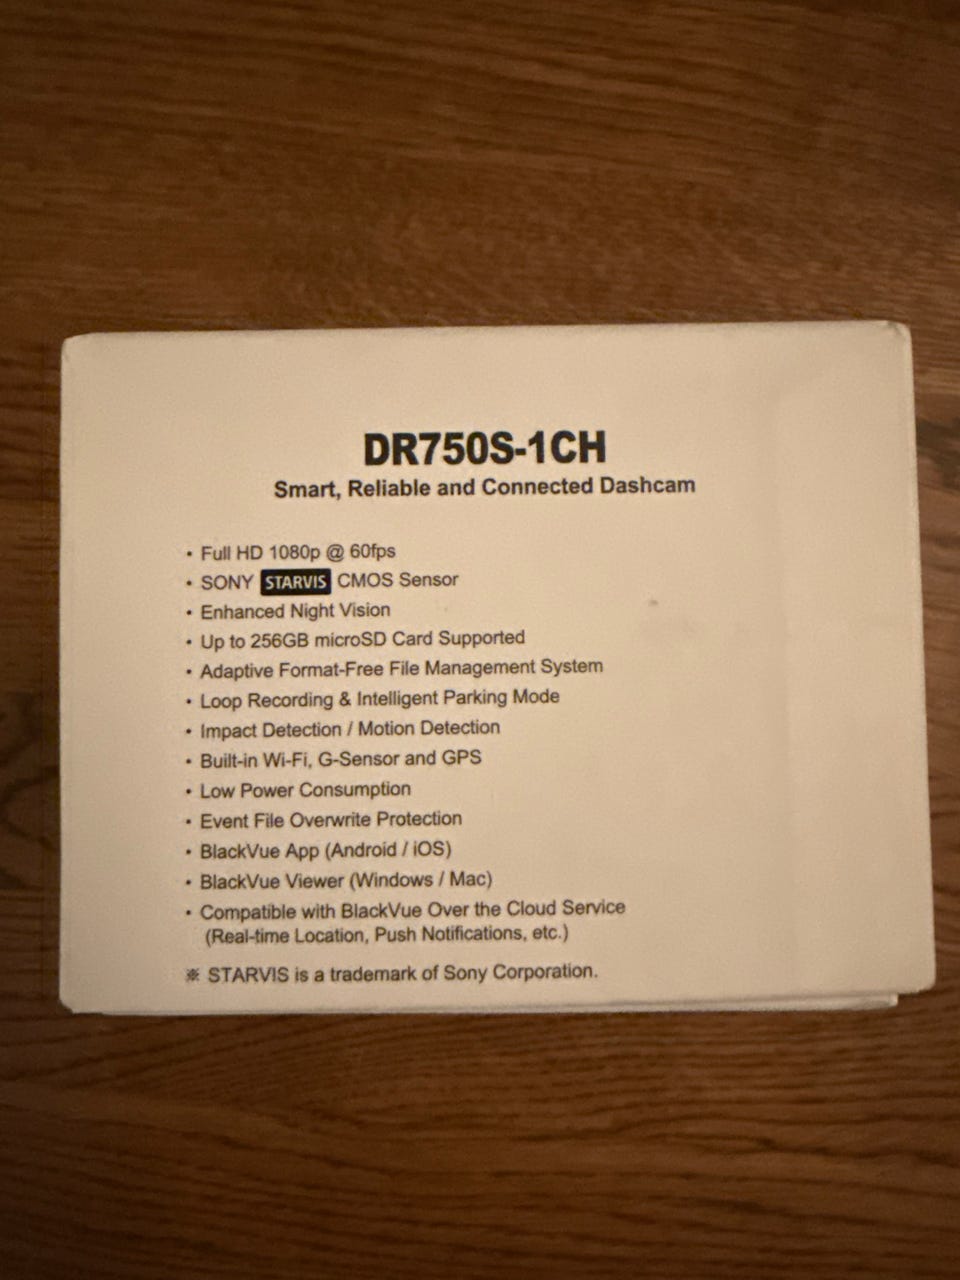 DR750S-1CH
Smart, Reliable and Connected Dashcam
• Full HD 1080p @ 60fps
• SONY STARVIS CMOS Sensor
• Enhanced Night Vision
• Up to 256GB microSD Card Supported
• Adaptive Format-Free File Management System
• Loop Recording & Intelligent Parking Mode
• Impact Detection / Motion Detection
• Built-in Wi-Fi, G-Sensor and GPS
• Low Power Consumption
• Event File Overwrite Protection
• BlackVue App (Android / iOS)
• BlackVue Viewer (Windows / Mac)
• Compatible with BlackVue Over the Cloud Service
(Real-time Location, Push Notifications, etc.)
※ STARVIS is a trademark of Sony Corporation.